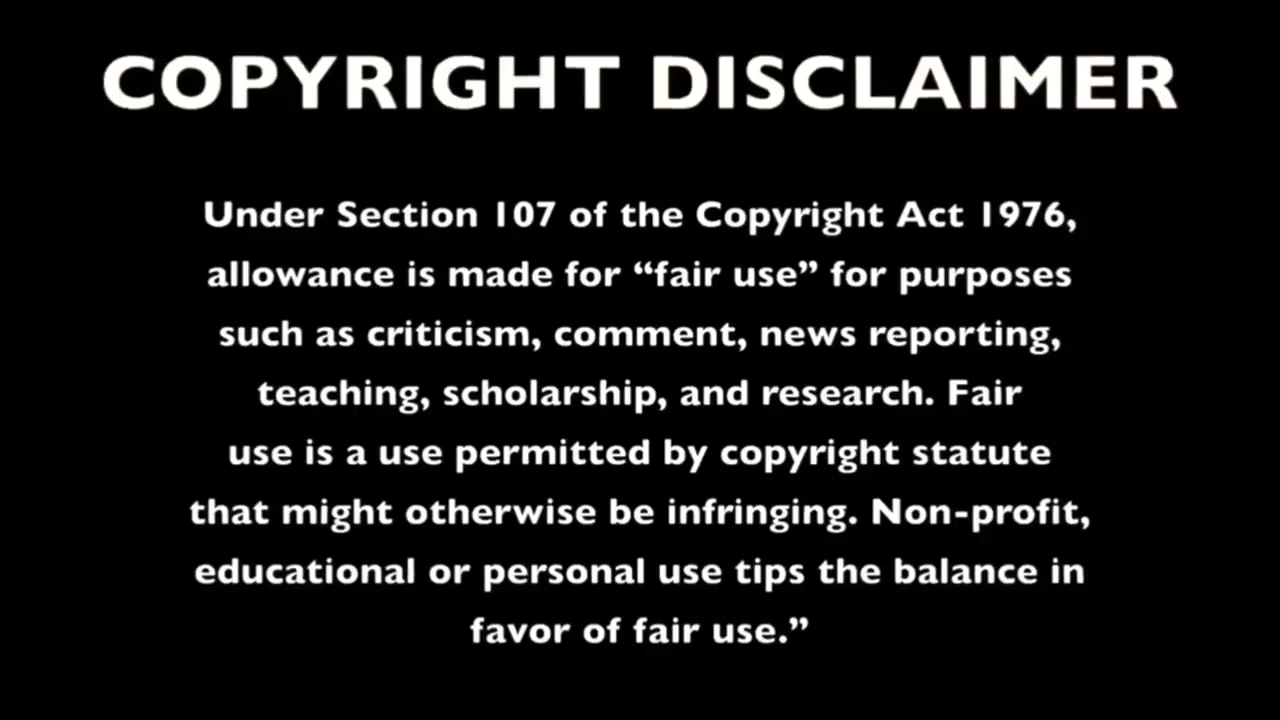 COPYRIGHT DISCLAIMER
Under Section 107 of the Copyright Act 1976,
allowance is made for “fair use” for purposes
such as criticism, comment, news reporting,
teaching, scholarship, and research. Fair
use is a use permitted by copyright statute
that might otherwise be infringing. Non-profit,
educational or personal use tips the balance in
favor of fair use.”